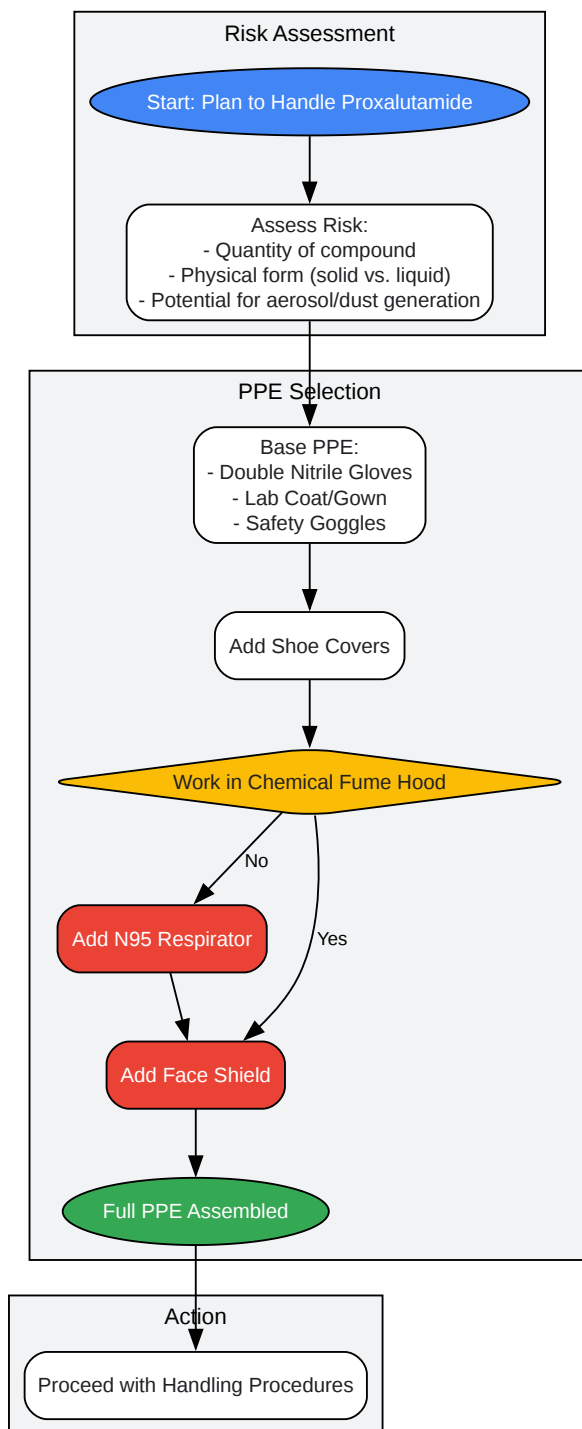 Risk Assessment
Start: Plan to Handle Proxalutamide
Assess Risk:
- Quantity of compound
- Physical form (solid vs. liquid)
- Potential for aerosol/dust generation
PPE Selection
Base PPE:
- Double Nitrile Gloves
- Lab Coat/Gown
- Safety Goggles
Add Shoe Covers
Work in Chemical Fume Hood
No
Add N95 Respirator
Yes
Add Face Shield
Full PPE Assembled
Action
Proceed with Handling Procedures